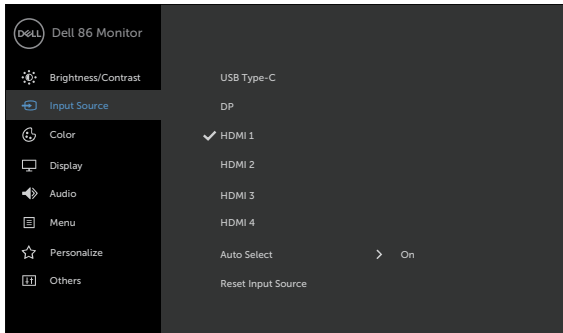 DELL Dell 86 Monitor
Brightness/Contrast
Input Source
Color
Display
Audio
Menu
Personalize
Others
USB Type-C
DP
HDMI 1
HDMI 2
HDMI 3
HDMI 4
Auto Select > On
Reset Input Source